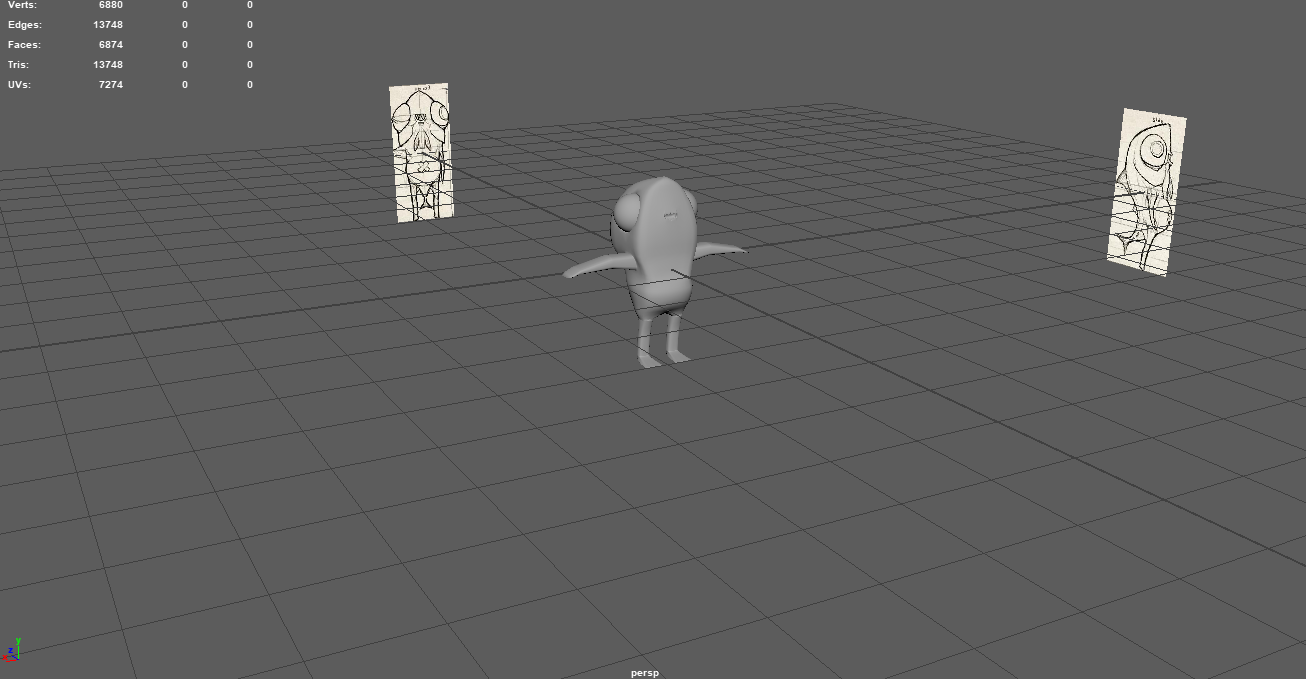 Verts: 6880 0 0
Edges: 13748 0 0
Faces: 6874 0 0
Tris: 13748 0 0
UVs: 7274 0 0
y
z
persp